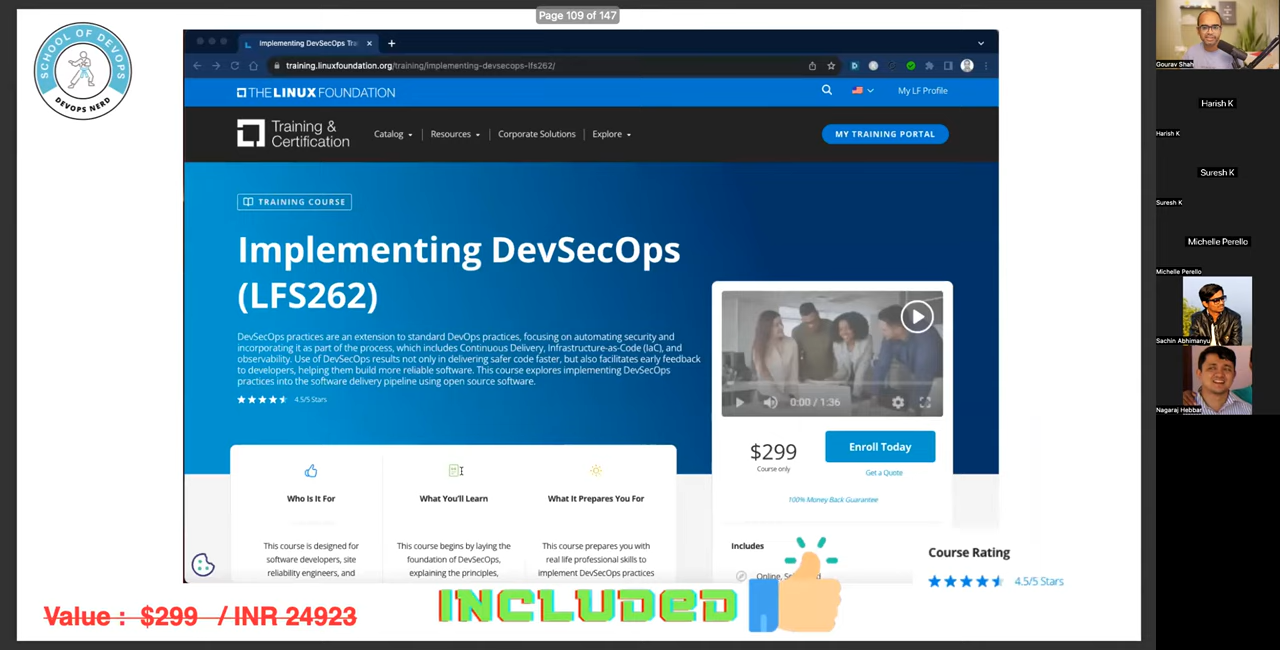 Page 109 of 147
SCHOOL OF DEVOPS
DEVOPS NERD
Implementing DevSecOps Tra
training.linuxfoundation.org/training/implementing-devsecops-lfs262/
THE LINUX FOUNDATION
My LF Profile
Training &
Certification
Catalog
Resources
Corporate Solutions
Explore
MY TRAINING PORTAL
TRAINING COURSE
Implementing DevSecOps
(LFS262)
DevSecOps practices are an extension to standard DevOps practices, focusing on automating security and
incorporating it as part of the process, which includes Continuous Delivery, Infrastructure-as-Code (IaC), and
observability. Use of DevSecOps results not only in delivering safer code faster, but also facilitates early feedback
to developers, helping them build more reliable software. This course explores implementing DevSecOps
practices into the software delivery pipeline using open source software.
4.5/5 Stars
0:00 / 1:36
$299
Course only
Enroll Today
Get a Quote
100% Money Back Guarantee
Who Is It For
This course is designed for
software developers, site
reliability engineers, and
What You'll Learn
This course begins by laying the
foundation of DevSecOps,
explaining the principles,
What It Prepares You For
This course prepares you with
real life professional skills to
implement DevSecOps practices
Includes
Online,
Course Rating
4.5/5 Stars
Value : $299 / INR 24923
INCLUDED
Gourav Shah
Harish K
Harish K
Suresh K
Suresh K
Michelle Perello
Michelle Perello
Sachin Abhimanyu
Nagaraj Hebbar